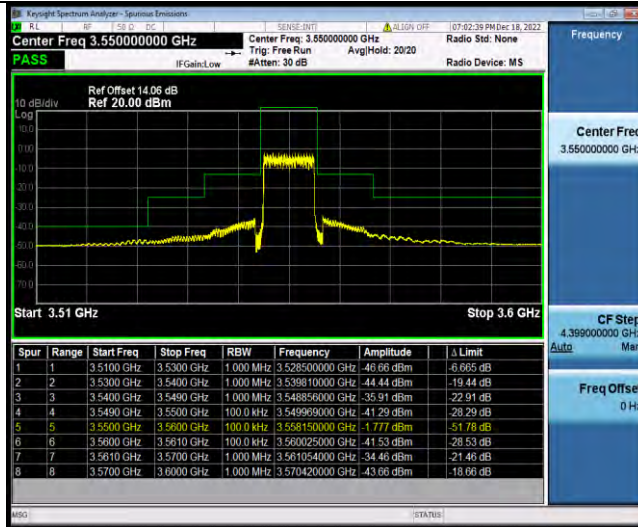 Keysight Spectrum Analyzer - Spurious Emissions
RL RF 50 Ω DC SENSE:INT ALIGN OFF 07:02:39 PM Dec 18, 2022
Center Freq 3.550000000 GHz
Center Freq: 3.550000000 GHz
Radio Std: None
Trig: Free Run Avg|Hold: 20/20
PASS
IFGain:Low
#Atten: 30 dB
Radio Device: MS
Ref Offset 14.06 dB
10 dB/div Ref 20.00 dBm
Log
10.0
0.00
-10.0
-20.0
-30.0
-40.0
-50.0
-60.0
-70.0
Start 3.51 GHz Stop 3.6 GHz
Spur Range Start Freq Stop Freq RBW Frequency Amplitude Δ Limit
1 1 3.5100 GHz 3.5300 GHz 1.000 MHz 3.528500000 GHz -46.66 dBm -6.665 dB
2 2 3.5300 GHz 3.5400 GHz 1.000 MHz 3.539810000 GHz -44.44 dBm -19.44 dB
3 3 3.5400 GHz 3.5490 GHz 1.000 MHz 3.548856000 GHz -35.91 dBm -22.91 dB
4 4 3.5490 GHz 3.5500 GHz 100.0 kHz 3.549969000 GHz -41.29 dBm -28.29 dB
5 5 3.5500 GHz 3.5600 GHz 100.0 kHz 3.558150000 GHz -1.777 dBm -51.78 dB
6 6 3.5600 GHz 3.5610 GHz 100.0 kHz 3.560025000 GHz -41.53 dBm -28.53 dB
7 7 3.5610 GHz 3.5700 GHz 1.000 MHz 3.561054000 GHz -34.46 dBm -21.46 dB
8 8 3.5700 GHz 3.6000 GHz 1.000 MHz 3.570420000 GHz -43.66 dBm -18.66 dB
MSG STATUS
Frequency
Center Freq
3.550000000 GHz
CF Step
4.399000000 GHz
Auto Man
Freq Offset
0 Hz